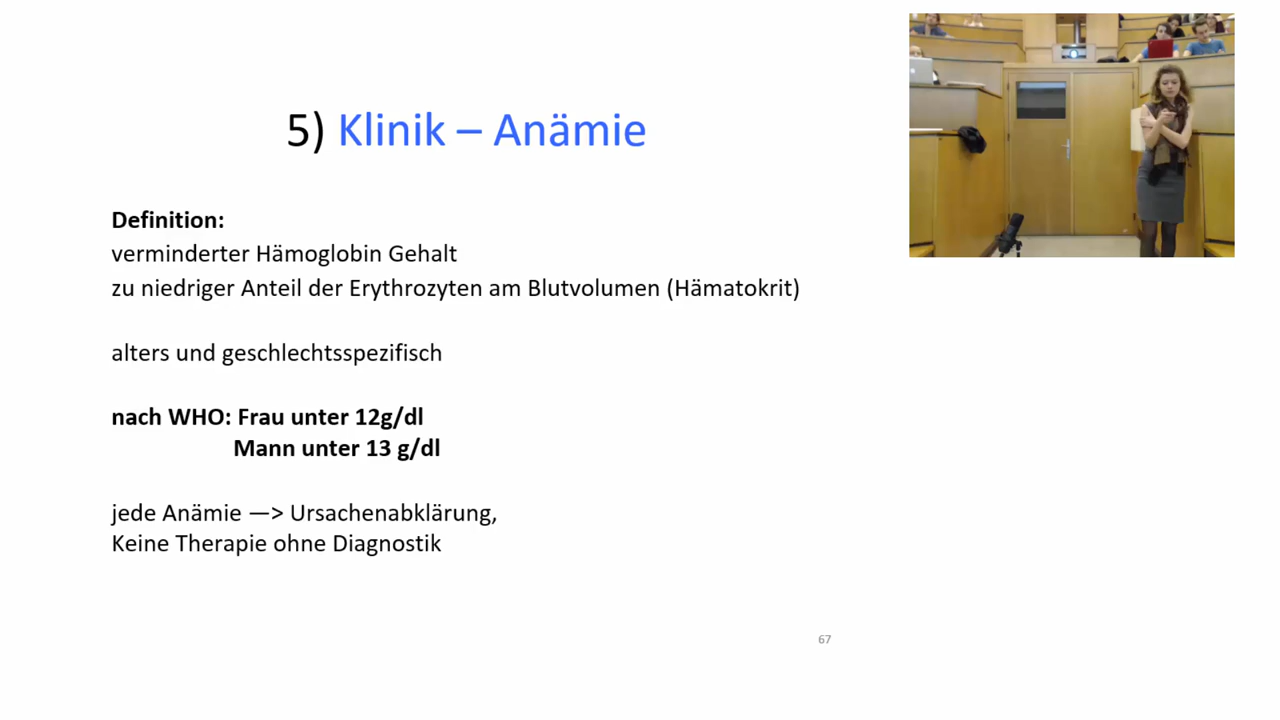 5) Klinik – Anämie
Definition:
verminderter Hämoglobin Gehalt
zu niedriger Anteil der Erythrozyten am Blutvolumen (Hämatokrit)
alters und geschlechtsspezifisch
nach WHO: Frau unter 12g/dl
Mann unter 13 g/dl
jede Anämie —> Ursachenabklärung,
Keine Therapie ohne Diagnostik
67